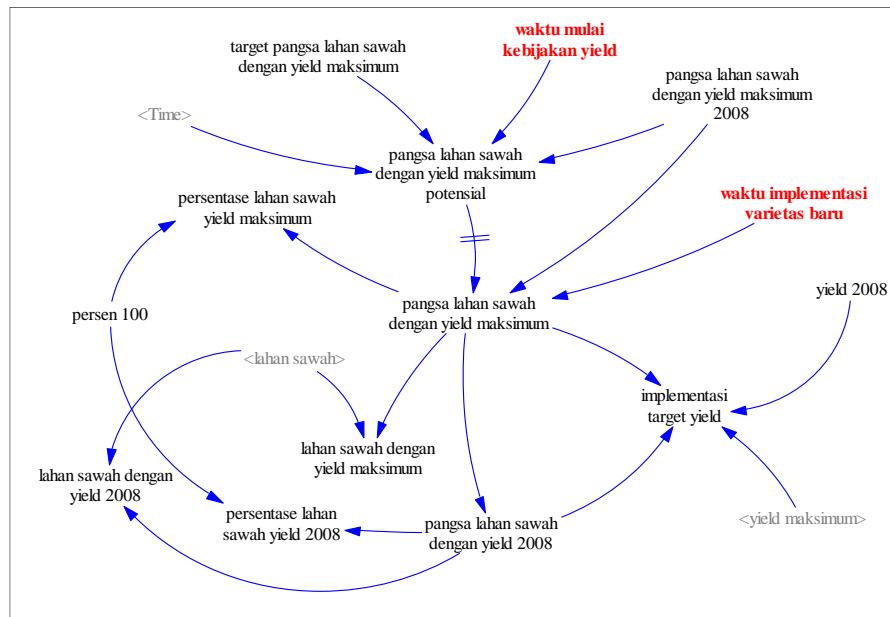 waktu mulai
kebijakan yield
target pangsa lahan sawah
dengan yield maksimum
pangsa lahan sawah
dengan yield maksimum
2008
<Time>
pangsa lahan sawah
dengan yield maksimum
potensial
persentase lahan sawah
yield maksimum
waktu implementasi
varietas baru
pangsa lahan sawah
dengan yield maksimum
yield 2008
persen 100
<lahan sawah>
implementasi
target yield
lahan sawah dengan
yield maksimum
lahan sawah dengan
yield 2008
persentase lahan
sawah yield 2008
pangsa lahan sawah
dengan yield 2008
<yield maksimum>